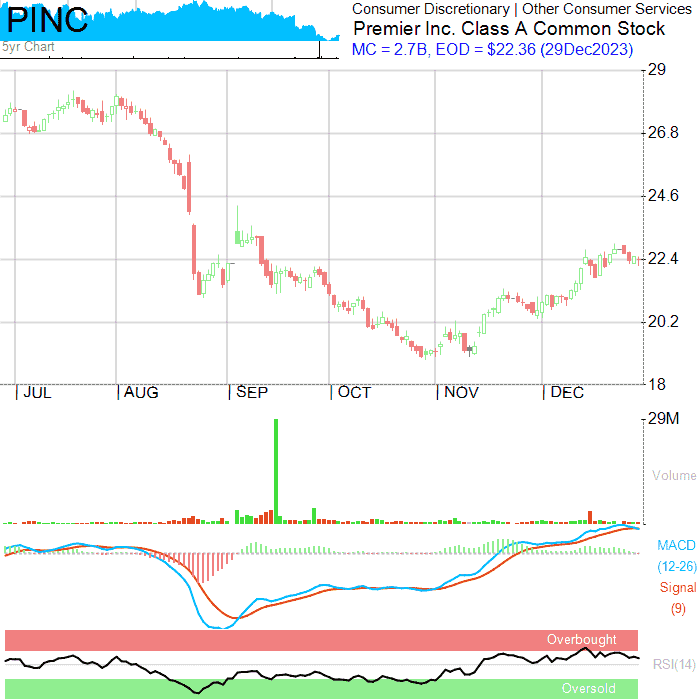 PINC
5yr Chart
Consumer Discretionary | Other Consumer Services
Premier Inc. Class A Common Stock
MC = 2.7B, EOD = $22.36 (29Dec2023)
29
26.8
24.6
22.4
20.2
18
JUL AUG SEP OCT NOV DEC
29M
Volume
MACD
(12-26)
Signal
(9)
Overbought
RSI(14)
Oversold